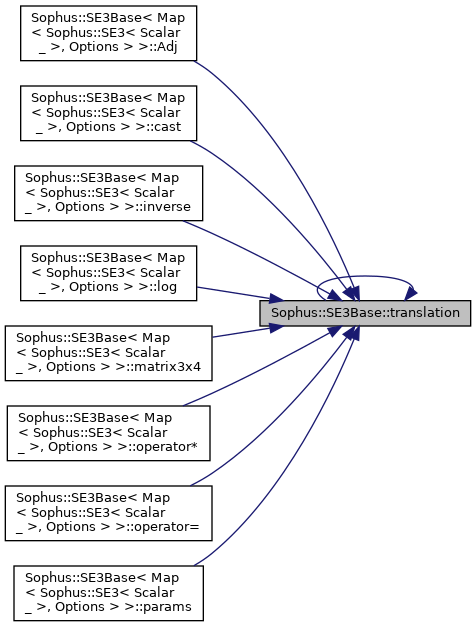 Sophus::SE3Base< Map
< Sophus::SE3< Scalar
_ >, Options > >::Adj
Sophus::SE3Base< Map
< Sophus::SE3< Scalar
_ >, Options > >::cast
Sophus::SE3Base< Map
< Sophus::SE3< Scalar
_ >, Options > >::inverse
Sophus::SE3Base< Map
< Sophus::SE3< Scalar
_ >, Options > >::log
Sophus::SE3Base::translation
Sophus::SE3Base< Map
< Sophus::SE3< Scalar
_ >, Options > >::matrix3x4
Sophus::SE3Base< Map
< Sophus::SE3< Scalar
_ >, Options > >::operator*
Sophus::SE3Base< Map
< Sophus::SE3< Scalar
_ >, Options > >::operator=
Sophus::SE3Base< Map
< Sophus::SE3< Scalar
_ >, Options > >::params